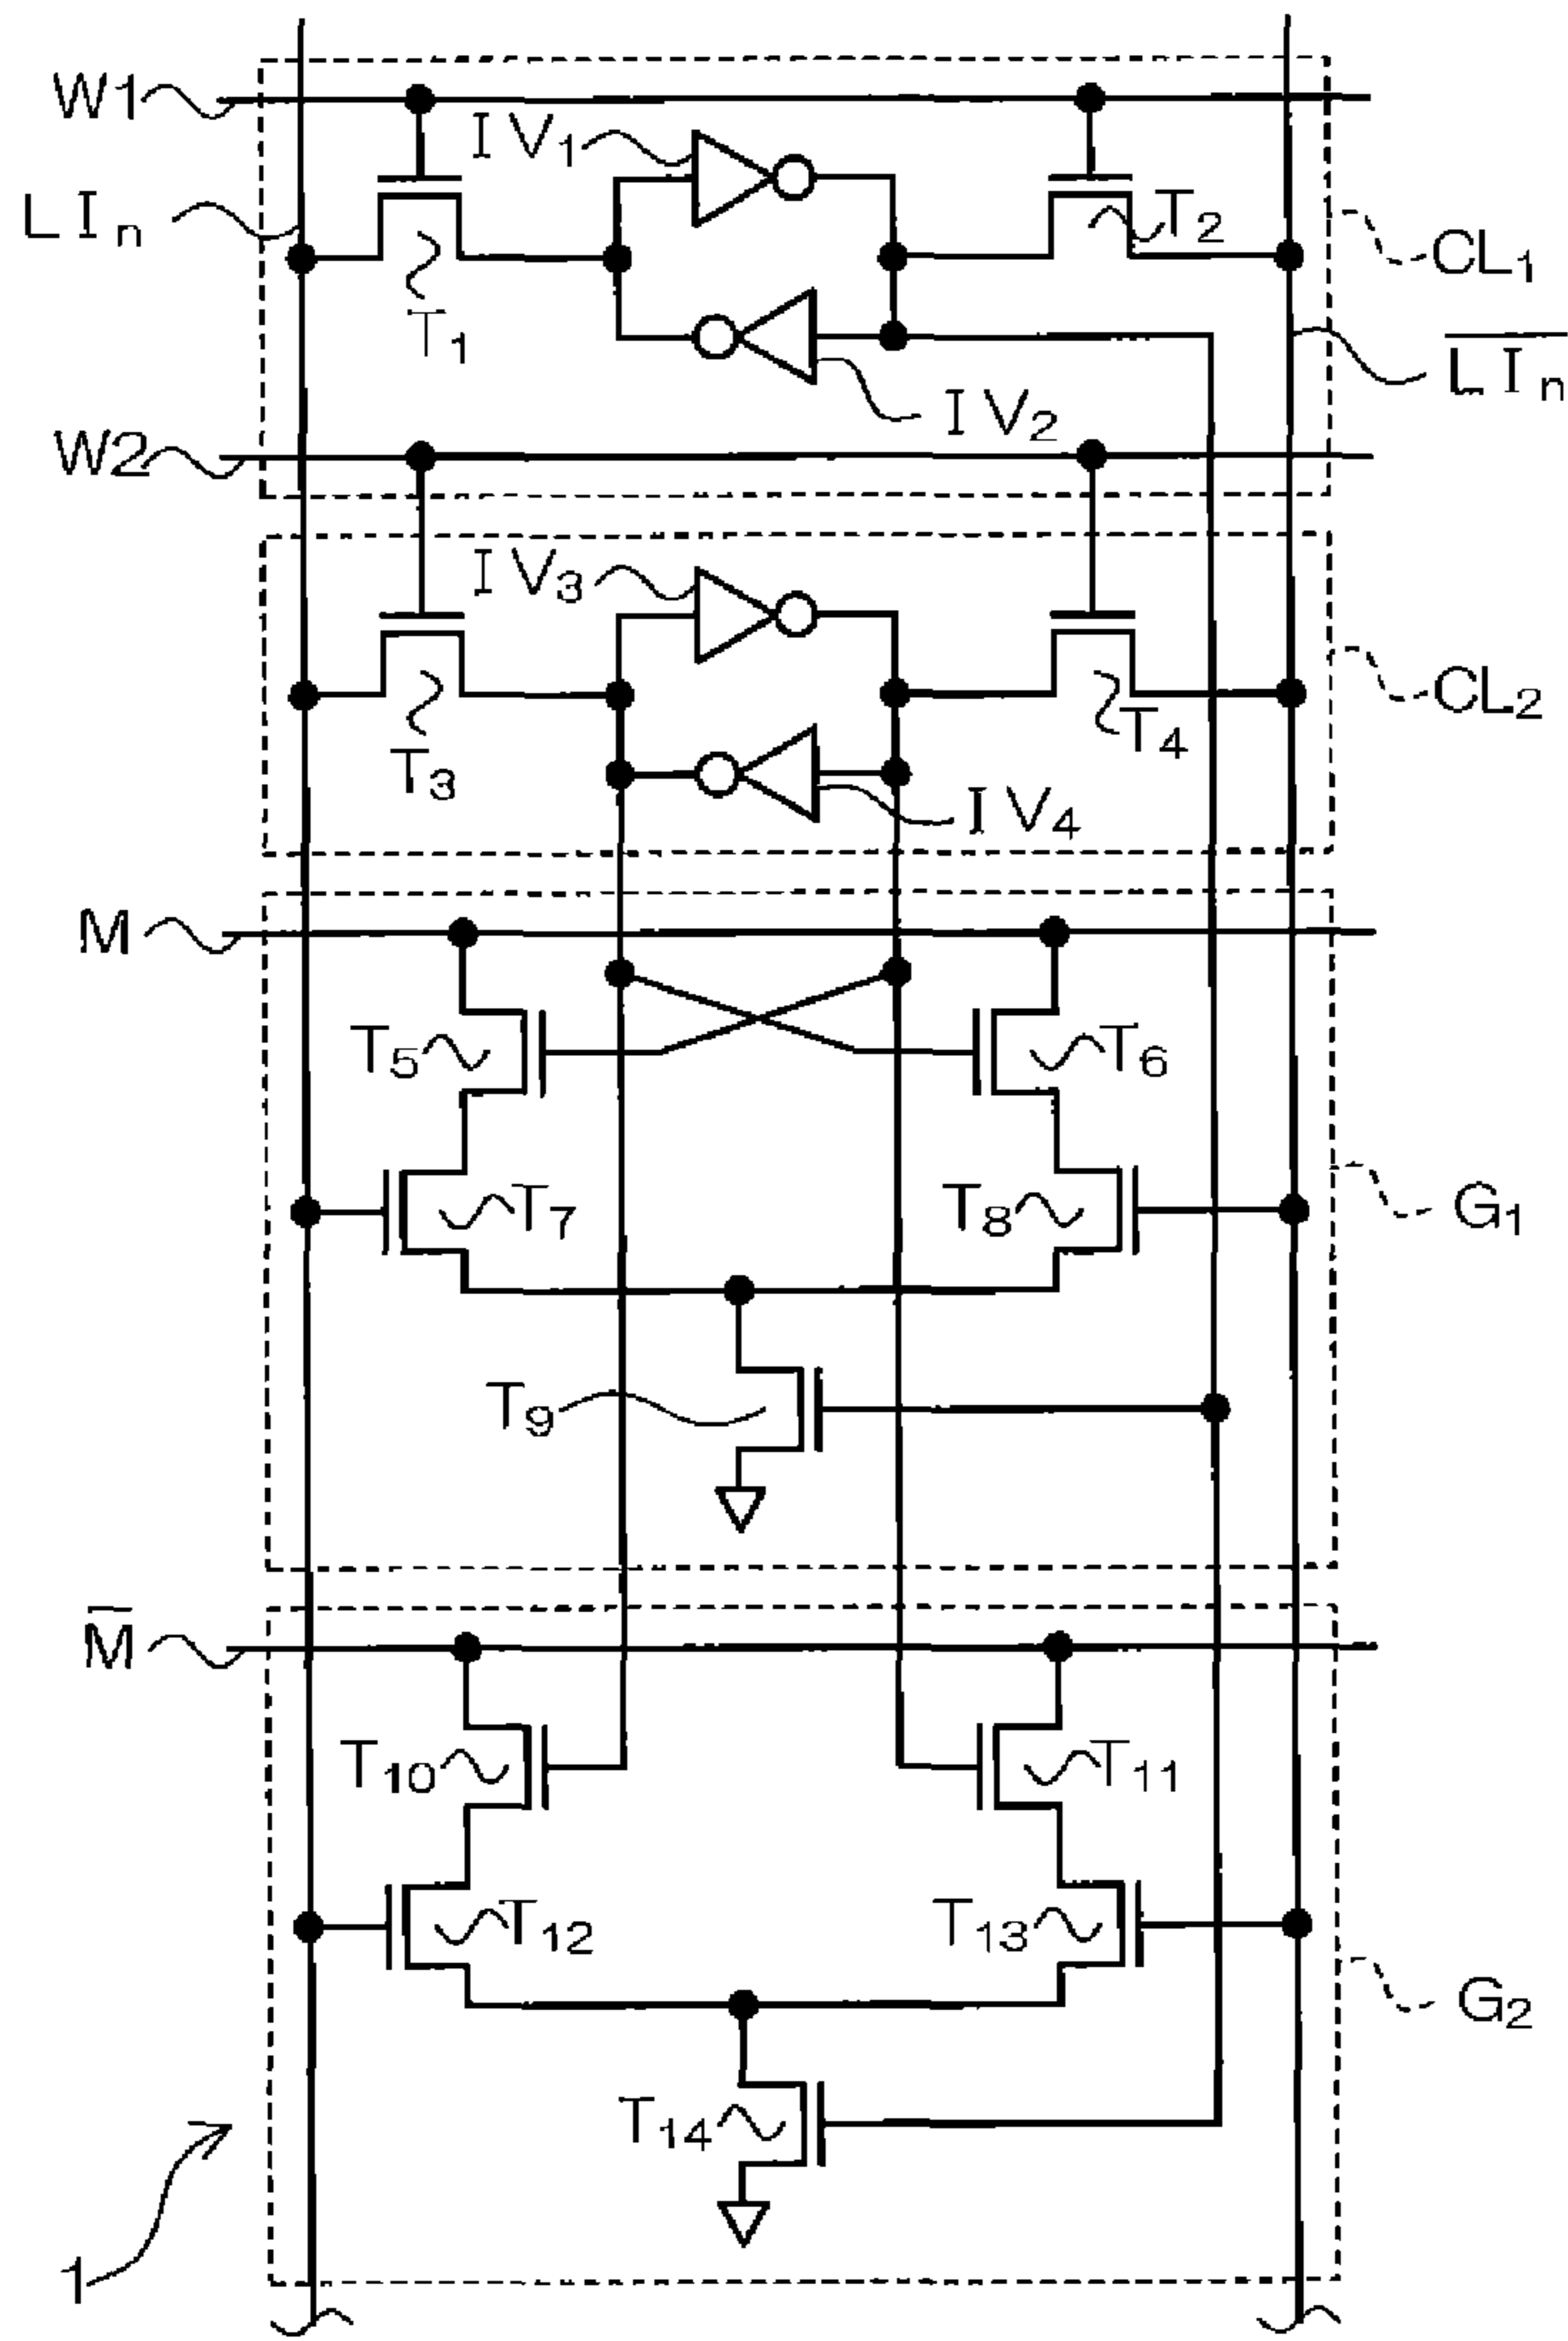 W1
IV₁
LIₙ
T₂
CL₁
T₁
L̅I̅ₙ
IV₂
W2
IV₃
CL₂
T₄
T₃
IV₄
M
T₅
T₆
T₇
T₈
G₁
T₉
M̅
T₁₀
T₁₁
T₁₂
T₁₃
G₂
T₁₄
1